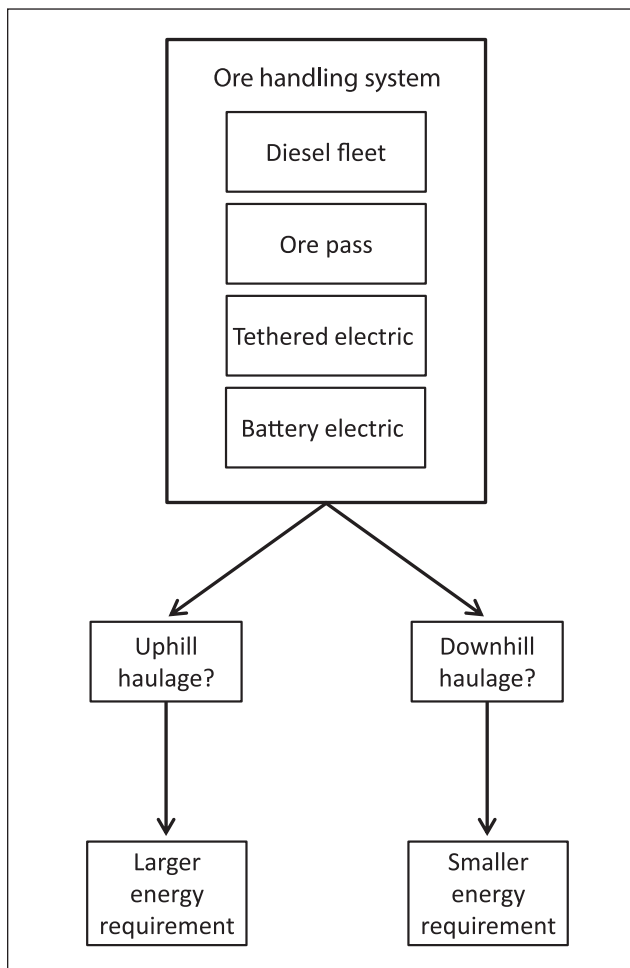 Ore handling system
Diesel fleet
Ore pass
Tethered electric
Battery electric
Uphill
haulage?
Downhill
haulage?
Larger
energy
requirement
Smaller
energy
requirement